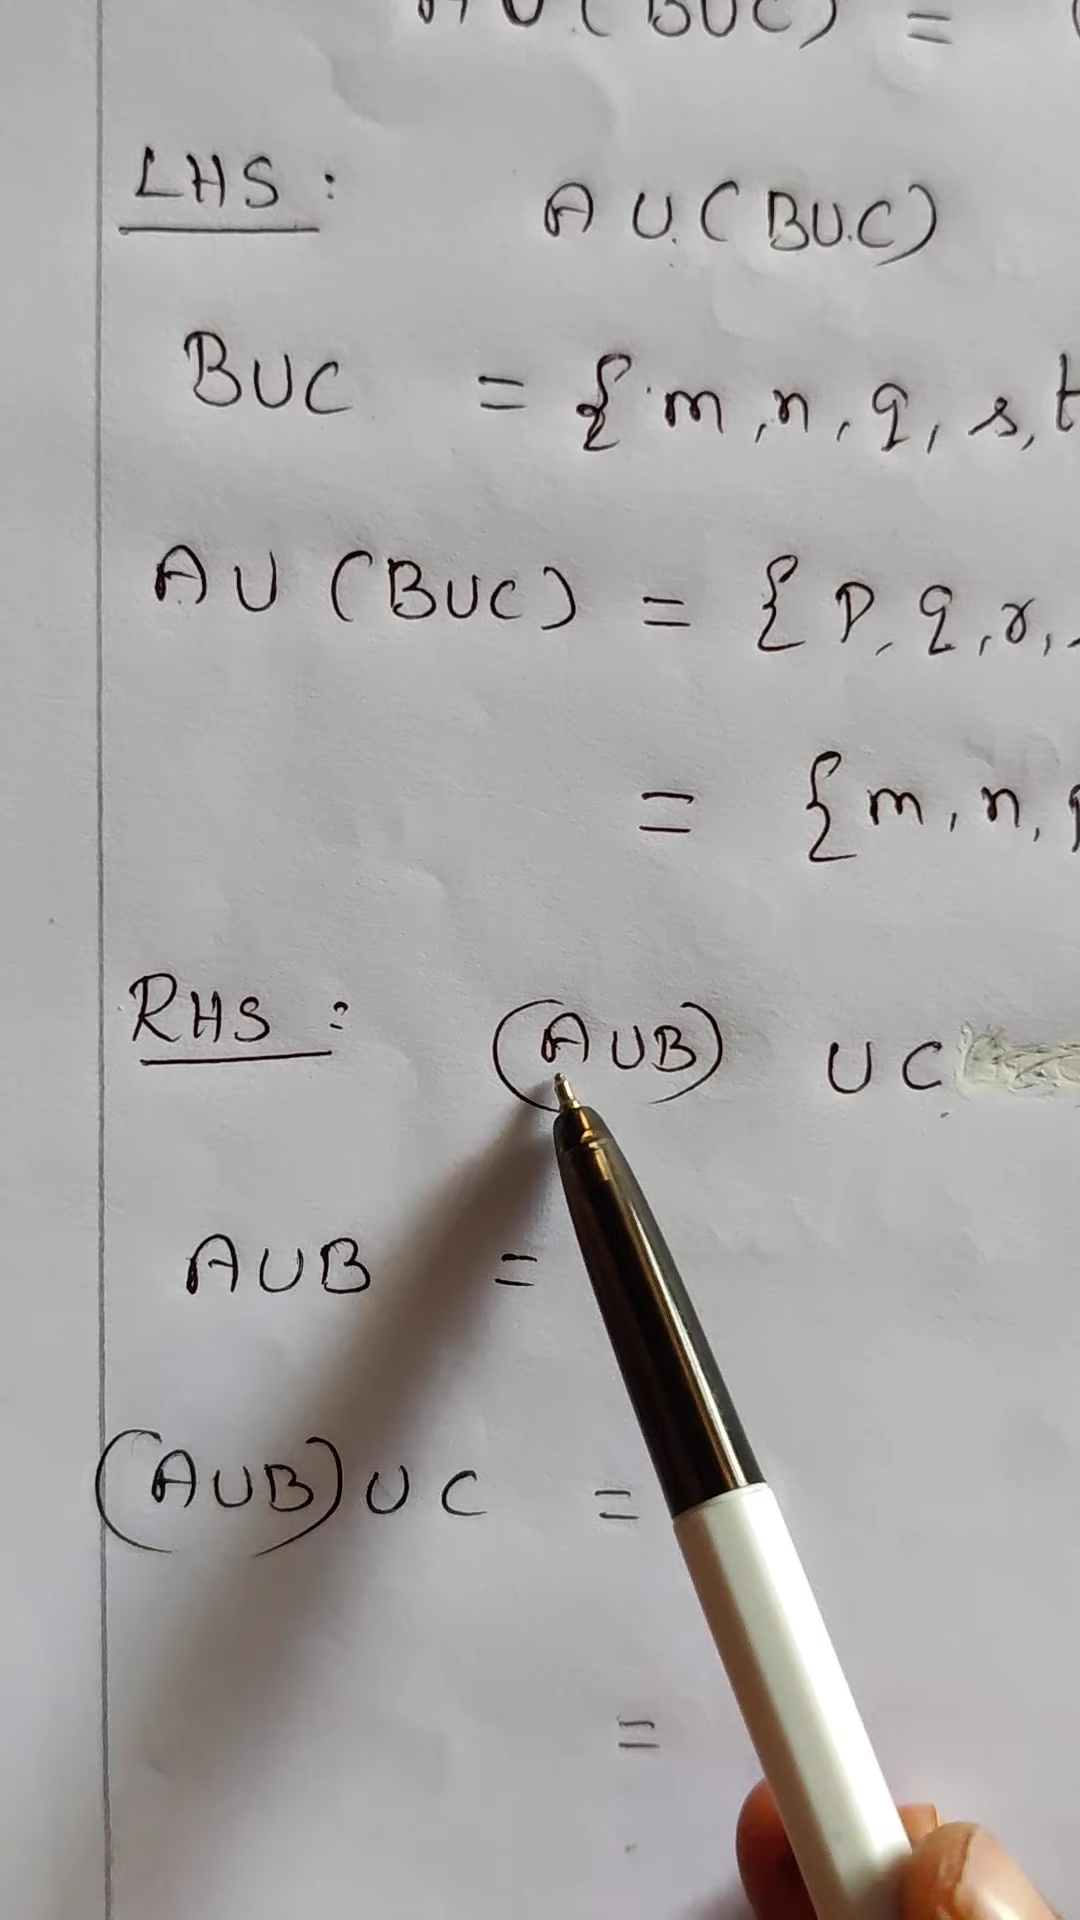 A U ( B U C ) = (
LHS : A U ( B U C )
B U C = { m , n , q , s , t
A U ( B U C ) = { p , q , r ,
= { m , n , p
RHS : ( A U B ) U C
A U B =
( A U B ) U C =
=